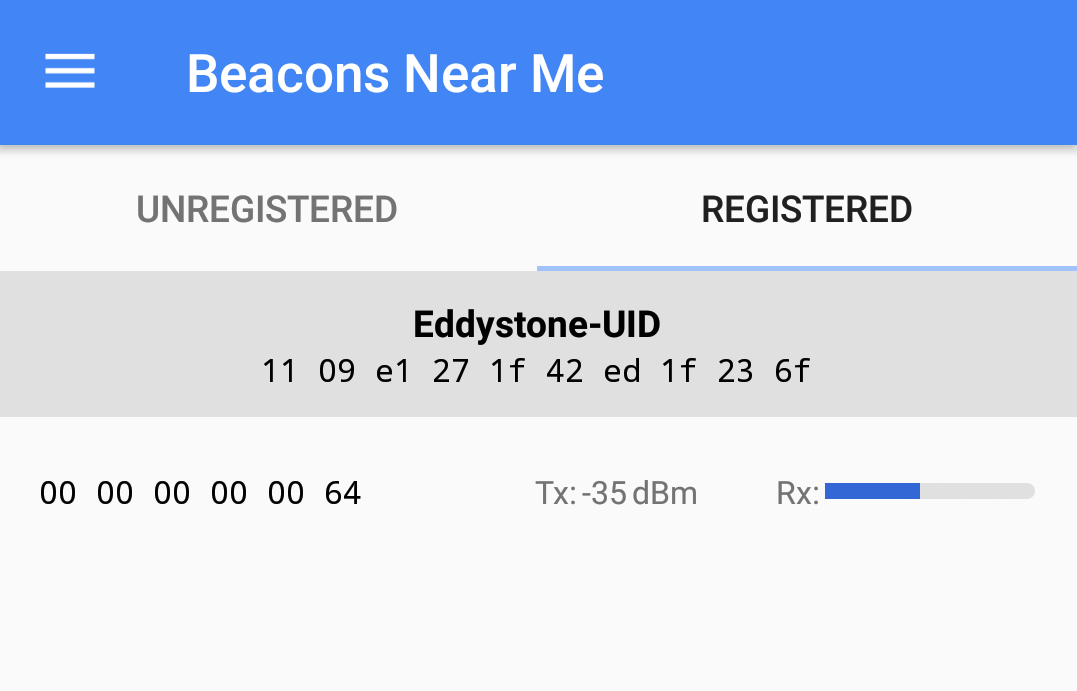 Beacons Near Me
UNREGISTERED REGISTERED
Eddystone-UID
11 09 e1 27 1f 42 ed 1f 23 6f
00 00 00 00 00 64 Tx: -35 dBm Rx: